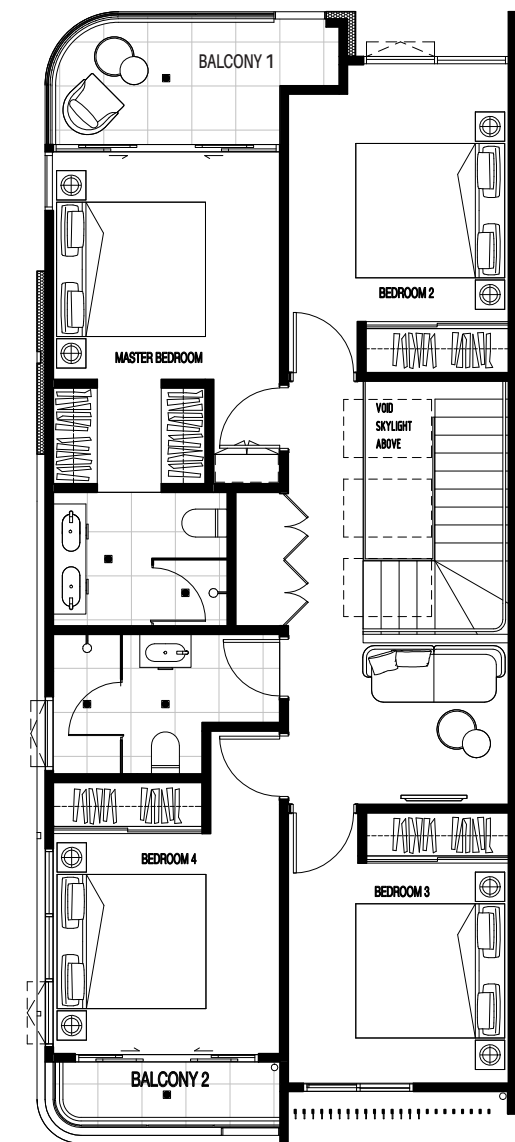 BALCONY 1
BEDROOM 2
MASTER BEDROOM
VOID
SKYLIGHT
ABOVE
BEDROOM 4
BEDROOM 3
BALCONY 2